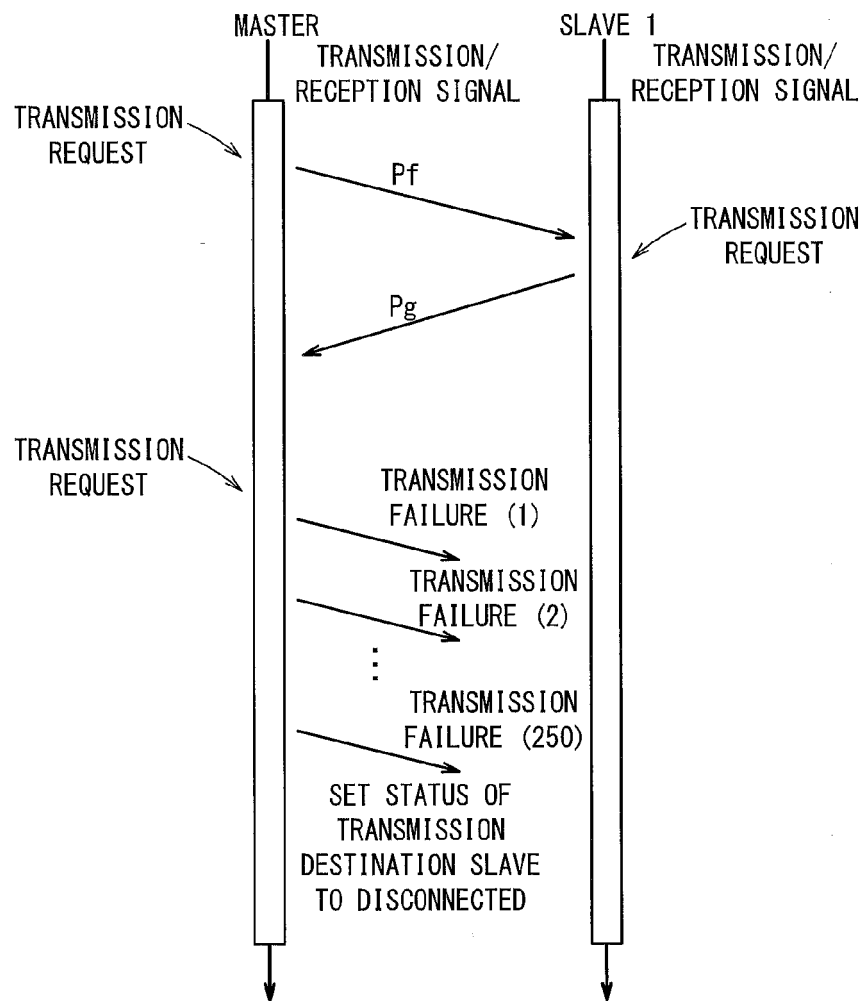 MASTER
SLAVE 1
TRANSMISSION/
RECEPTION SIGNAL
TRANSMISSION/
RECEPTION SIGNAL
TRANSMISSION
REQUEST
Pf
TRANSMISSION
REQUEST
Pg
TRANSMISSION
REQUEST
TRANSMISSION
FAILURE (1)
TRANSMISSION
FAILURE (2)
TRANSMISSION
FAILURE (250)
SET STATUS OF
TRANSMISSION
DESTINATION SLAVE
TO DISCONNECTED